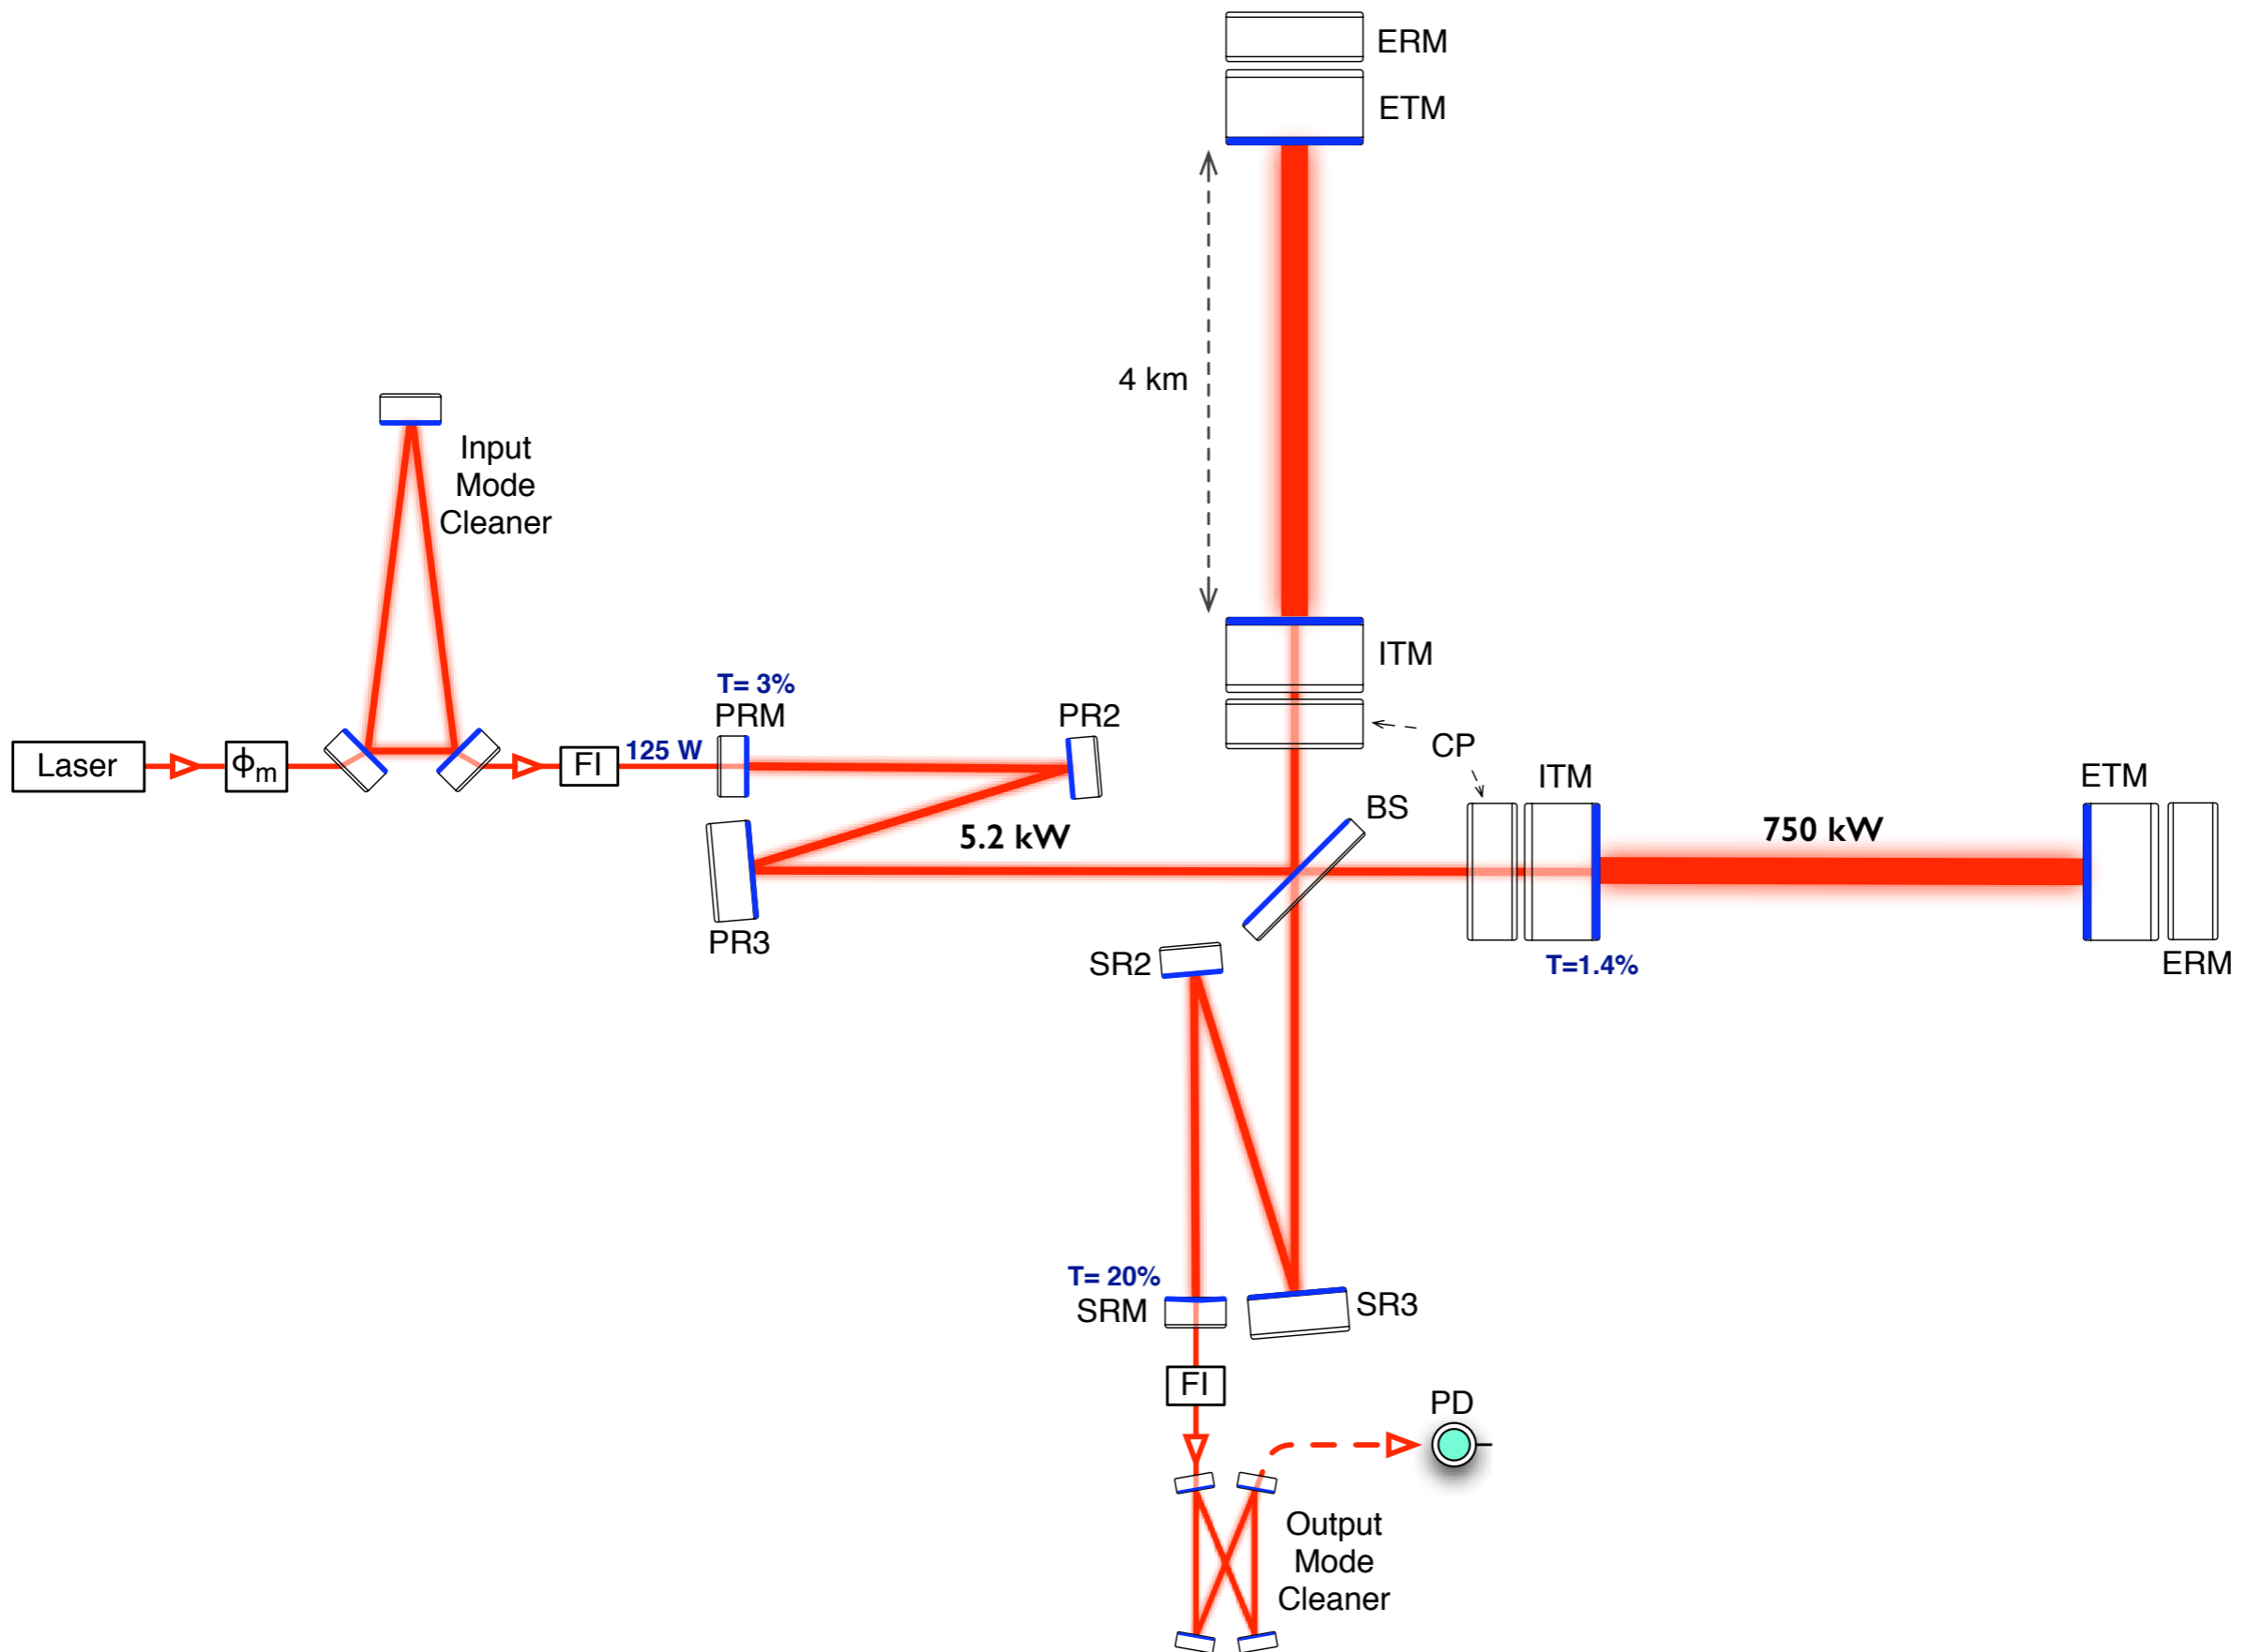 ERM
ETM
4 km
Input
Mode
Cleaner
ITM
T= 3%
PRM
PR2
CP
Laser
ϕm
FI
125 W
ITM
ETM
BS
5.2 kW
750 kW
PR3
SR2
T=1.4%
ERM
T= 20%
SRM
SR3
FI
PD
Output
Mode
Cleaner